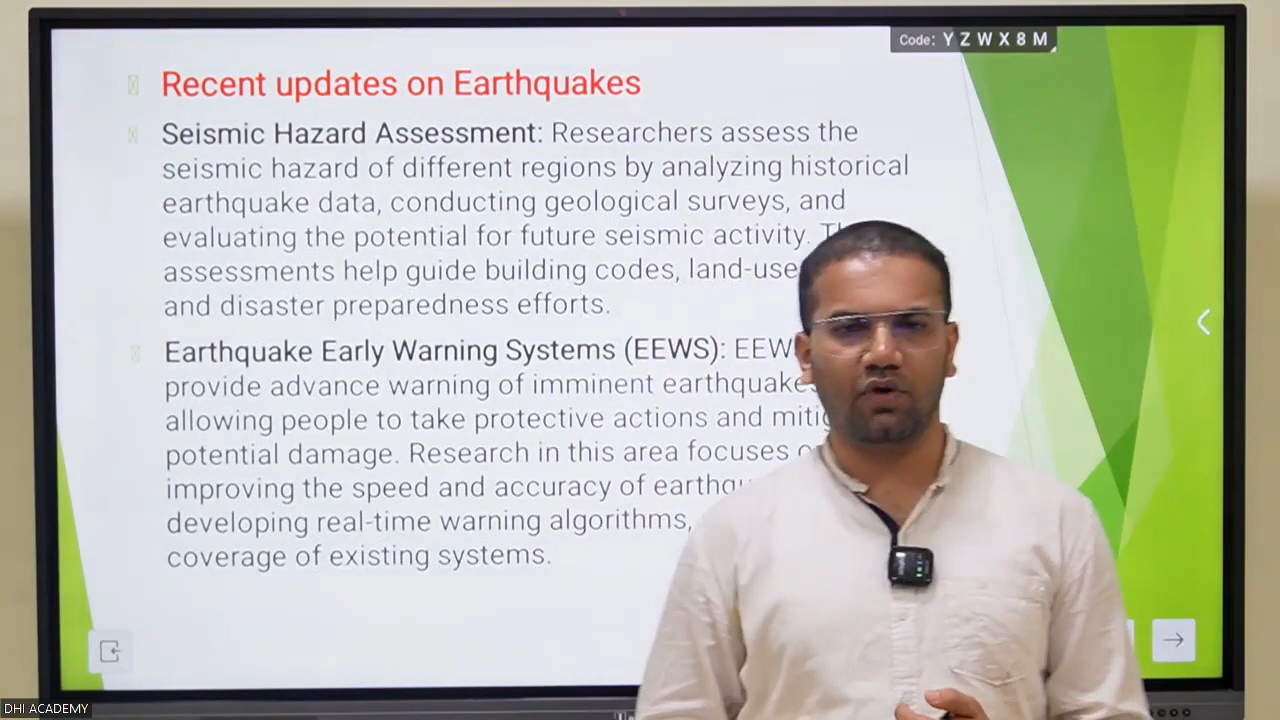 Code: Y Z W X 8 M
Recent updates on Earthquakes
Seismic Hazard Assessment: Researchers assess the
seismic hazard of different regions by analyzing historical
earthquake data, conducting geological surveys, and
evaluating the potential for future seismic activity.
assessments help guide building codes, land-use
and disaster preparedness efforts.
Earthquake Early Warning Systems (EEWS): EEW
provide advance warning of imminent earthquake
allowing people to take protective actions and
potential damage. Research in this area focuses
improving the speed and accuracy of
developing real-time warning algorithms,
coverage of existing systems.
DHI ACADEMY